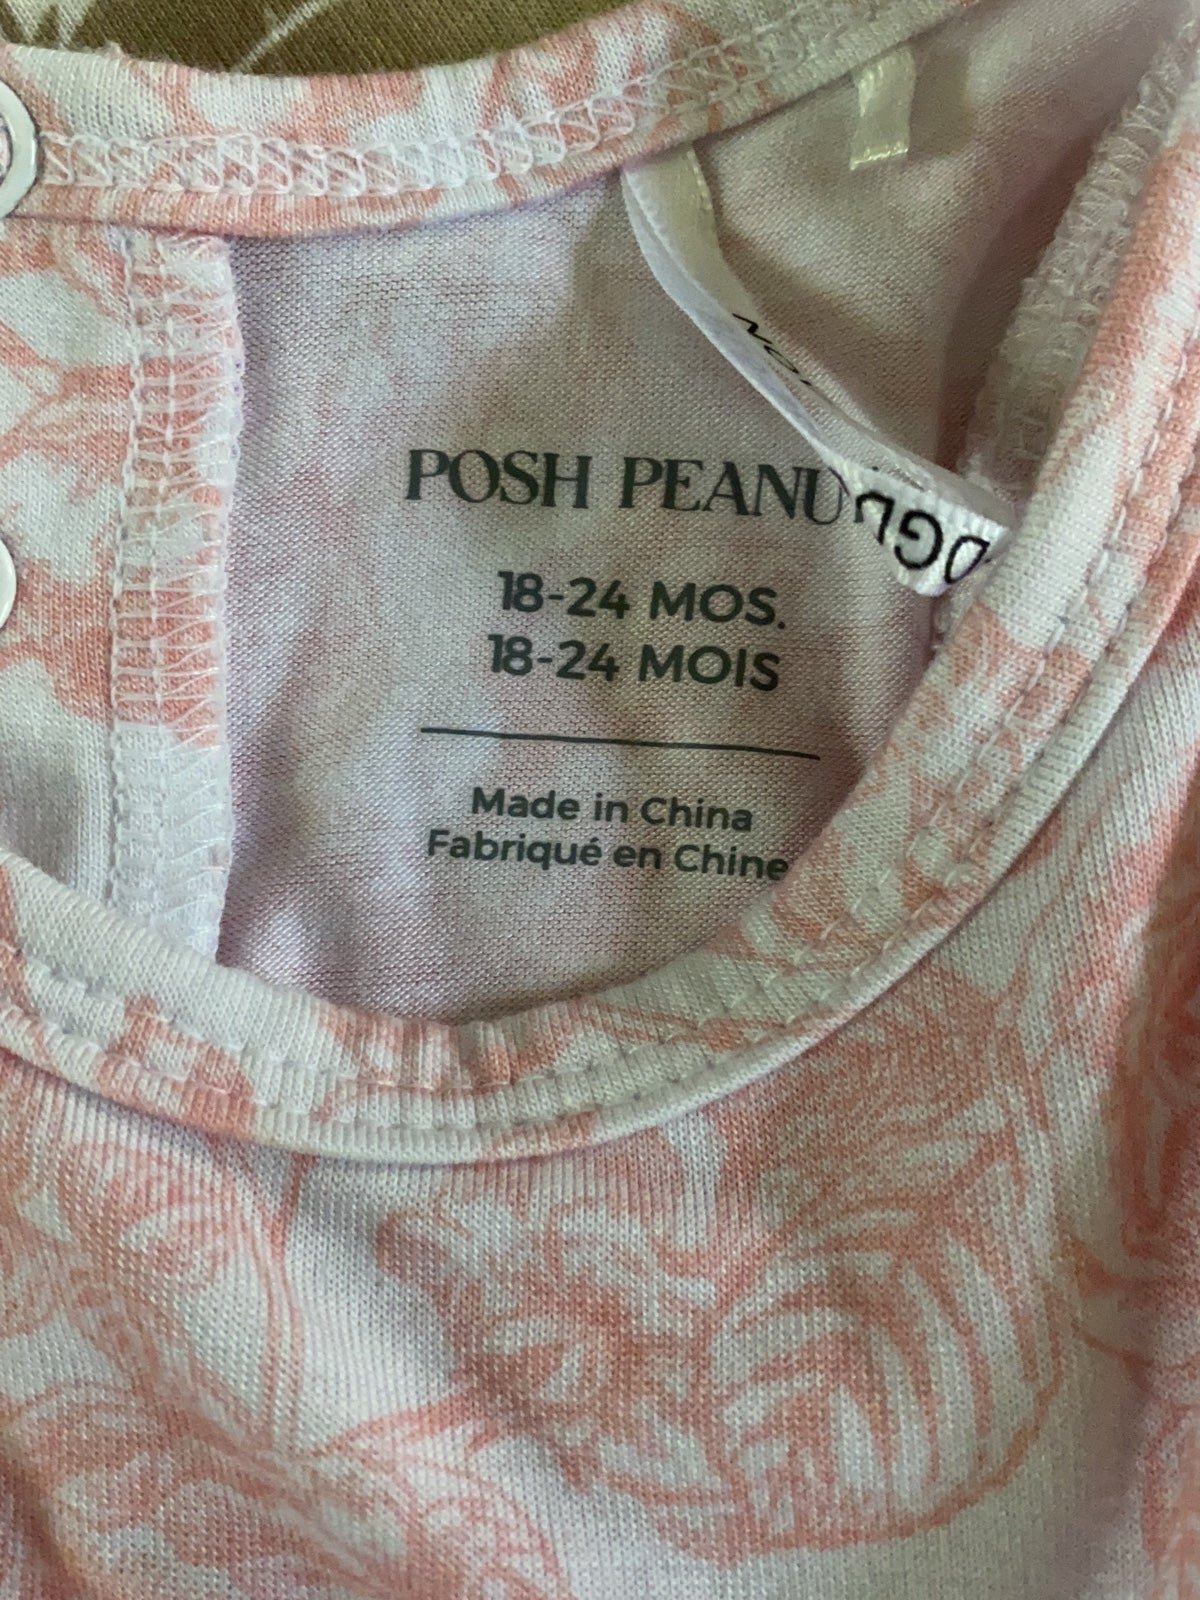 POSH PEANU
18-24 MOS.
18-24 MOIS
Made in China
Fabriqué en Chine